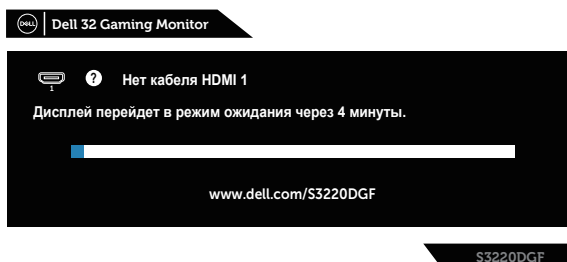 DELL Dell 32 Gaming Monitor
1 ? Нет кабеля HDMI 1
Дисплей перейдет в режим ожидания через 4 минуты.
www.dell.com/S3220DGF
S3220DGF